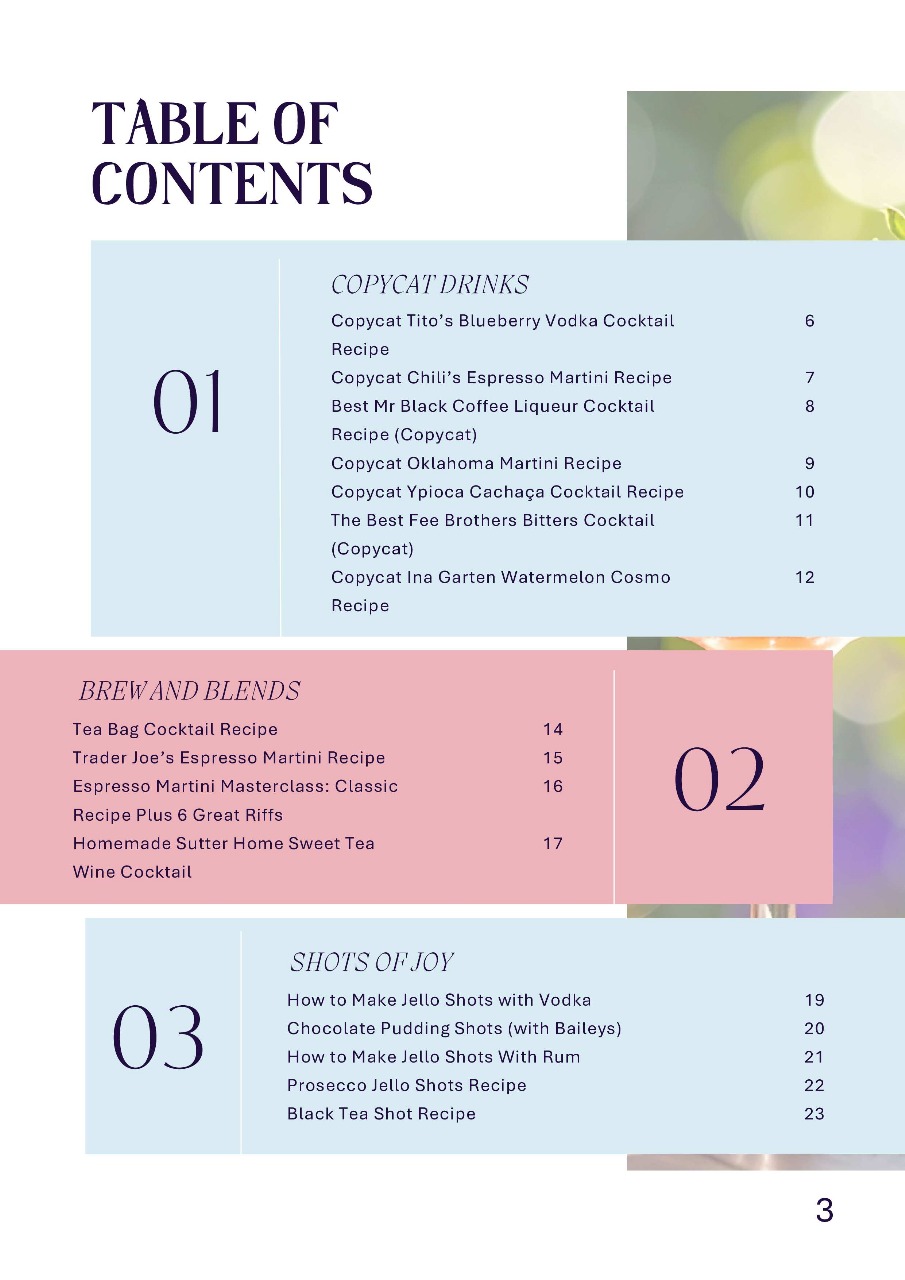 TABLE OF
CONTENTS
01
COPYCAT DRINKS
Copycat Tito’s Blueberry Vodka Cocktail 6
Recipe
Copycat Chili’s Espresso Martini Recipe 7
Best Mr Black Coffee Liqueur Cocktail 8
Recipe (Copycat)
Copycat Oklahoma Martini Recipe 9
Copycat Ypioca Cachaça Cocktail Recipe 10
The Best Fee Brothers Bitters Cocktail 11
(Copycat)
Copycat Ina Garten Watermelon Cosmo 12
Recipe
BREW AND BLENDS
Tea Bag Cocktail Recipe 14
Trader Joe’s Espresso Martini Recipe 15
Espresso Martini Masterclass: Classic 16
Recipe Plus 6 Great Riffs
Homemade Sutter Home Sweet Tea 17
Wine Cocktail
02
03
SHOTS OF JOY
How to Make Jello Shots with Vodka 19
Chocolate Pudding Shots (with Baileys) 20
How to Make Jello Shots With Rum 21
Prosecco Jello Shots Recipe 22
Black Tea Shot Recipe 23
3